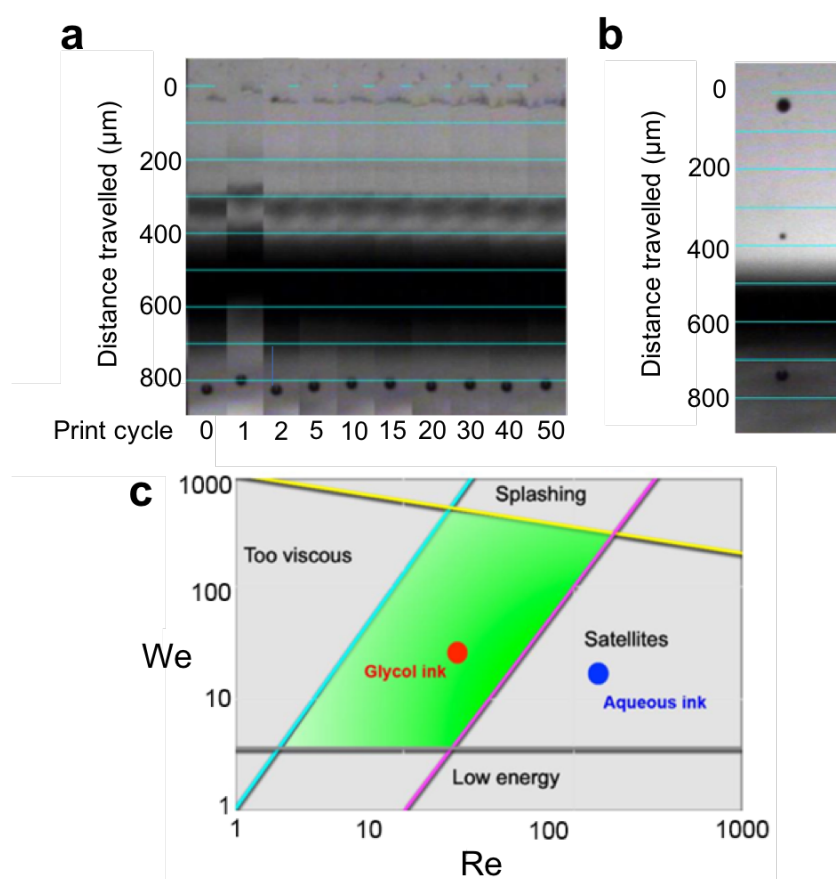 a
Distance travelled (µm)
0
200
400
600
800
Print cycle 0 1 2 5 10 15 20 30 40 50
b
Distance travelled (µm)
0
200
400
600
800
c
We
1000
100
10
1
Splashing
Too viscous
Satellites
Glycol ink
Aqueous ink
Low energy
1 10 100 1000
Re